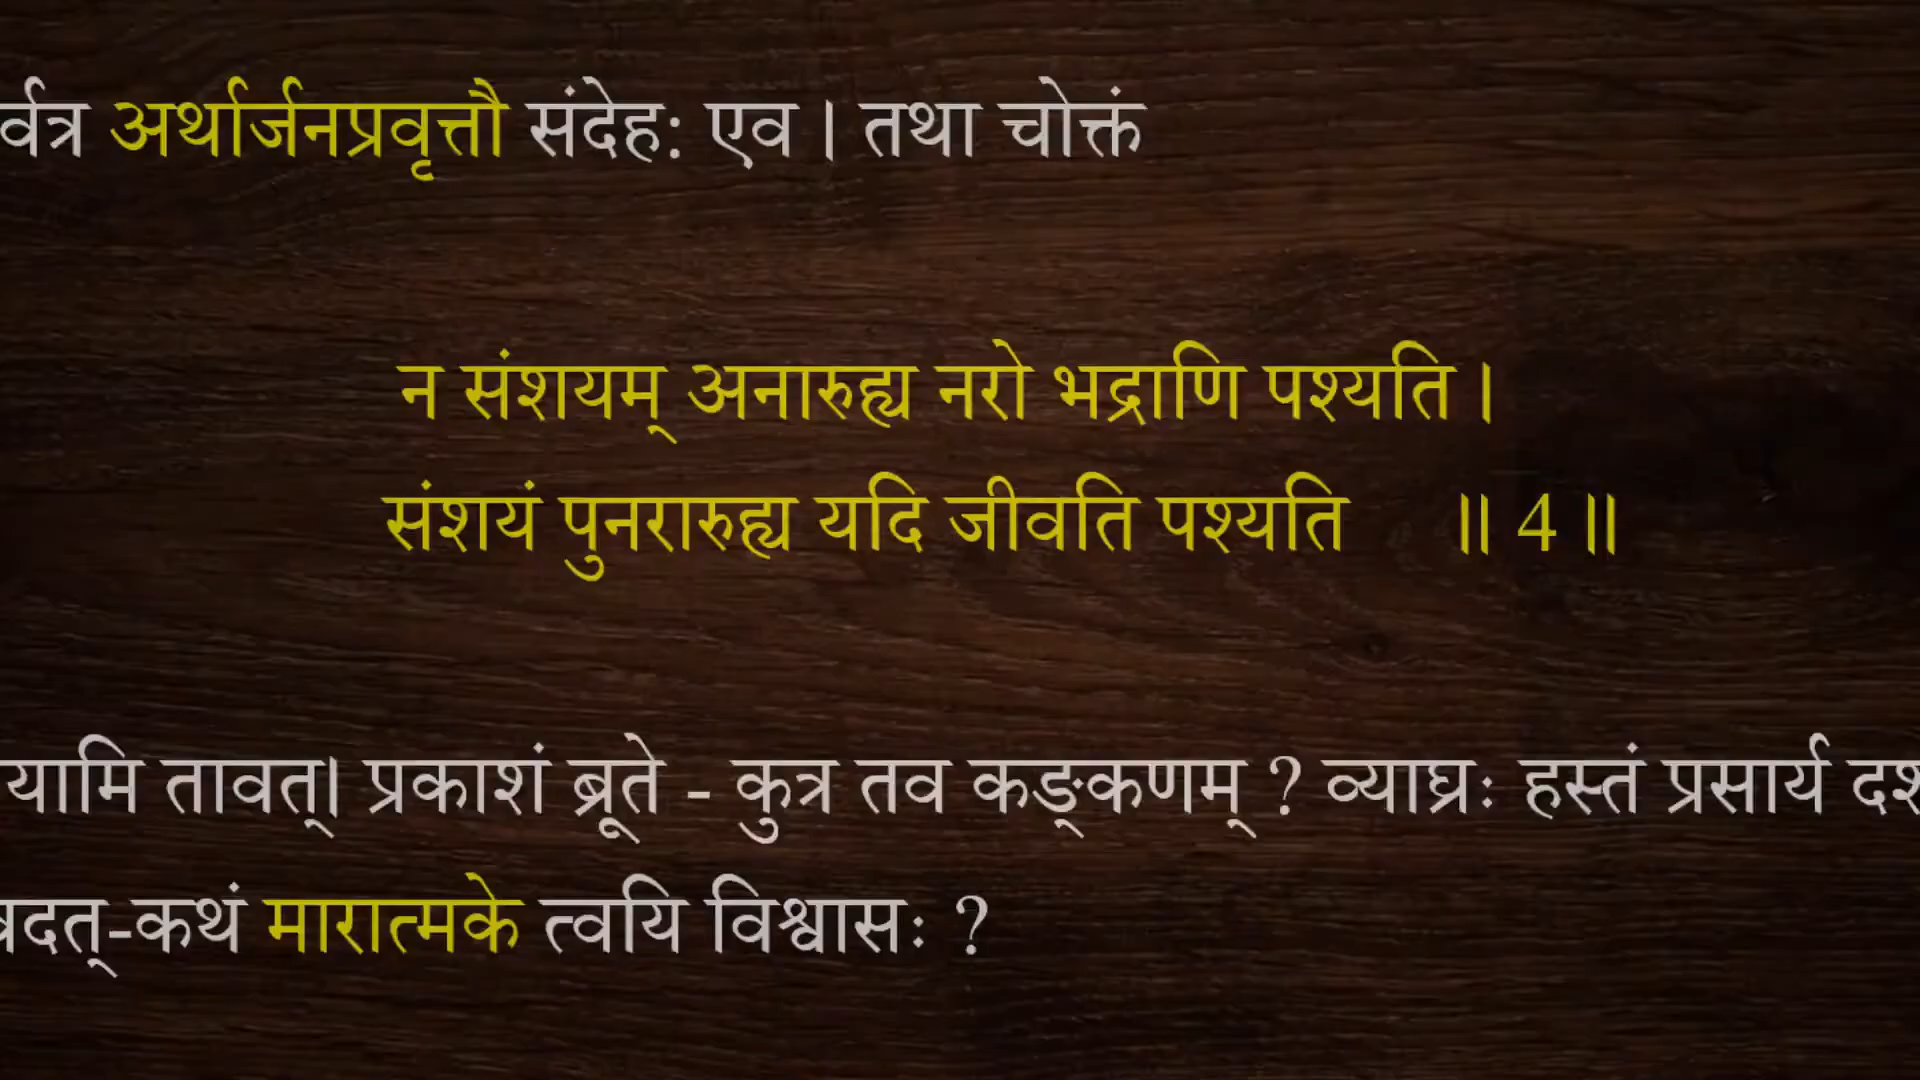 र्वत्र अर्थार्जनप्रवृत्तौ संदेह: एव । तथा चोक्तं
न संशयम् अनारुह्य नरो भद्राणि पश्यति ।
संशयं पुनरारुह्य यदि जीवति पश्यति ॥ 4 ॥
यामि तावत्। प्रकाशं ब्रूते - कुत्र तव कङ्कणम् ? व्याघ्रः हस्तं प्रसार्य दश
वदत्-कथं मारात्मके त्वयि विश्वासः ?